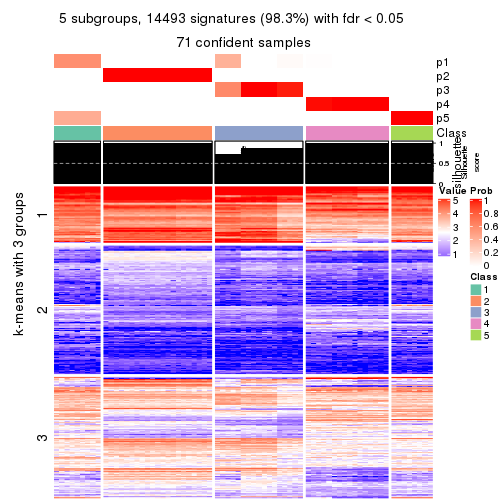 5 subgroups, 14493 signatures (98.3%) with fdr < 0.05
71 confident samples
p1
p2
p3
p4
p5
Class
1
0.5
0
silhouette
Silhouette
score
k-means with 3 groups
1
2
3
Value
5
4
3
2
1
Prob
1
0.8
0.6
0.4
0.2
0
Class
1
2
3
4
5